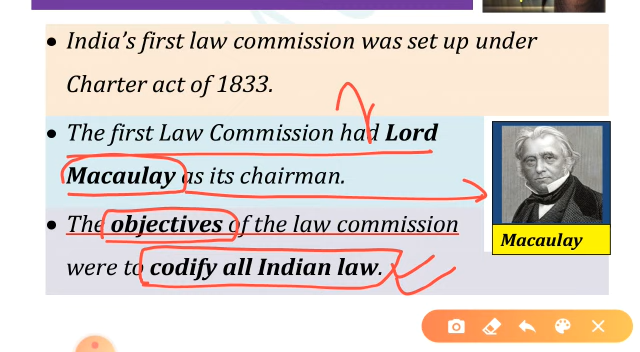 • India's first law commission was set up under
Charter act of 1833.
• The first Law Commission had Lord
Macaulay as its chairman.
• The objectives of the law commission
were to codify all Indian law.
Macaulay